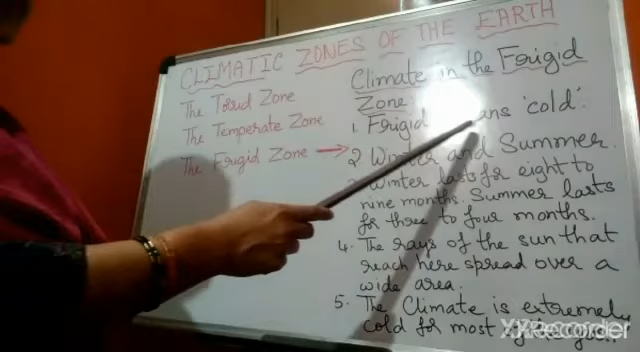 CLIMATIC ZONES OF THE EARTH
The Torrid Zone
The Temperate Zone
The Frigid Zone →
Climate in the Frigid
Zone
1. Frigid ans 'cold'.
2 Winter and Summer.
Winter lasts for eight to
nine months. Summer lasts
for three to four months.
4. The rays of the sun that
reach here spread over a
wide area.
5. The Climate is extremely
cold for most
XRecorder